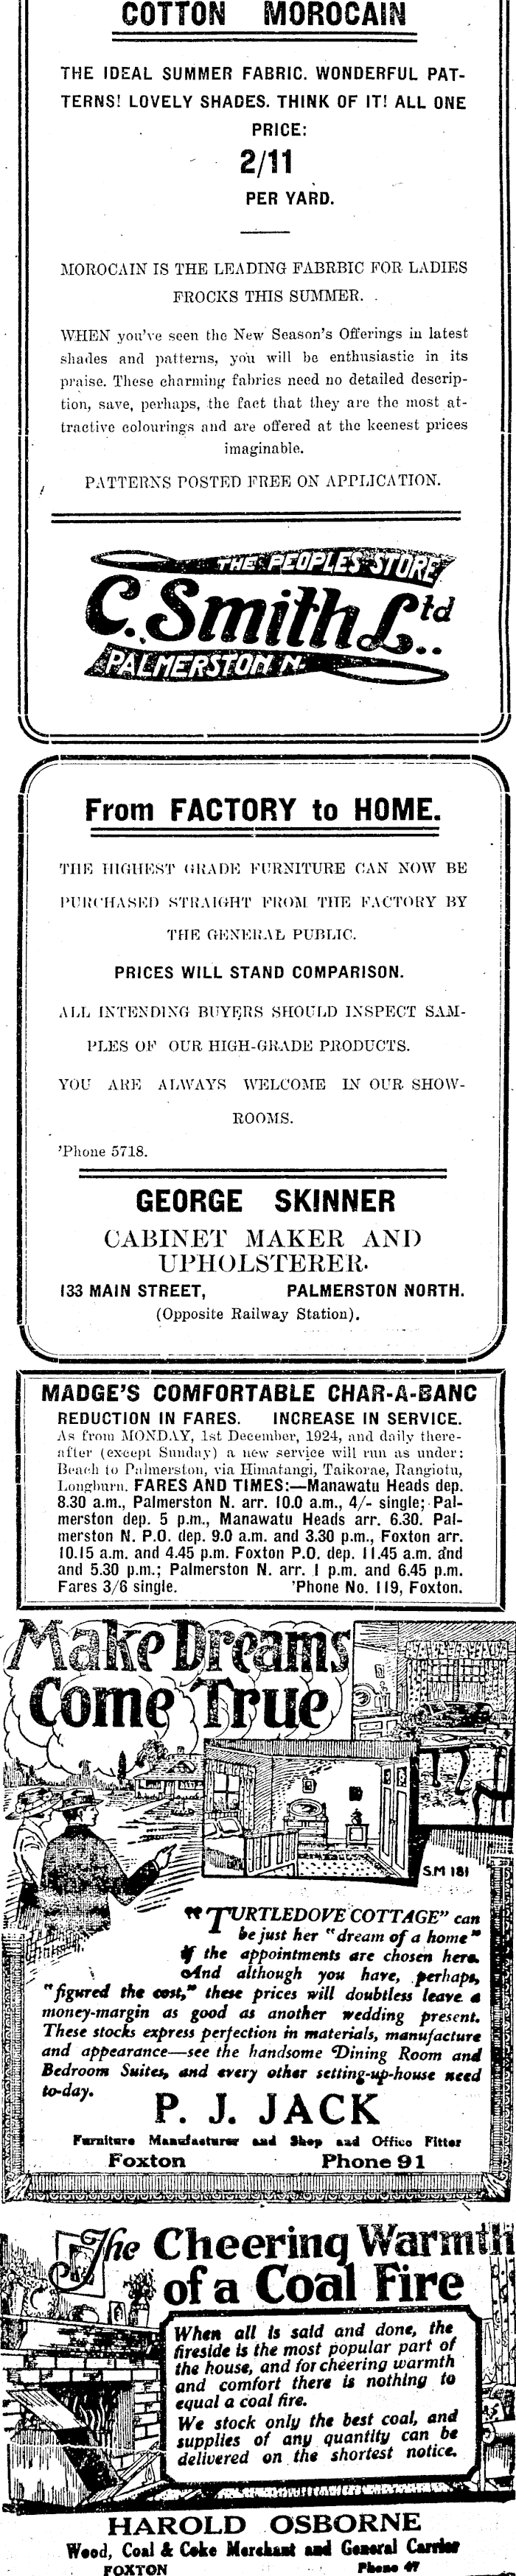 COTTON MOROCAIN
THE IDEAL SUMMER FABRIC. WONDERFUL PAT-
TERNS! LOVELY SHADES. THINK OF IT! ALL ONE
PRICE:
2/11
PER YARD.
MOROCAIN IS THE LEADING FABRBIC FOR LADIES
FROCKS THIS SUMMER.
WHEN you've seen the New Season's Offerings in latest
shades and patterns, you will be enthusiastic in its
praise. These charming fabrics need no detailed descrip-
tion, save, perhaps, the fact that they are the most at-
tractive colourings and are offered at the keenest prices
imaginable.
PATTERNS POSTED FREE ON APPLICATION.
THE PEOPLES STORE
C. Smith Ltd..
PALMERSTON N.
From FACTORY to HOME.
THE HIGHEST GRADE FURNITURE CAN NOW BE
PURCHASED STRAIGHT FROM THE FACTORY BY
THE GENERAL PUBLIC.
PRICES WILL STAND COMPARISON.
ALL INTENDING BUYERS SHOULD INSPECT SAM-
PLES OF OUR HIGH-GRADE PRODUCTS.
YOU ARE ALWAYS WELCOME IN OUR SHOW-
ROOMS.
'Phone 5718.
GEORGE SKINNER
CABINET MAKER AND
UPHOLSTERER.
133 MAIN STREET, PALMERSTON NORTH.
(Opposite Railway Station).
MADGE'S COMFORTABLE CHAR-A-BANC
REDUCTION IN FARES. INCREASE IN SERVICE.
As from MONDAY, 1st December, 1924, and daily there-
after (except Sunday) a new service will run as under:
Beach to Palmerston, via Himatangi, Taikorae, Rangiotu,
Longburn. FARES AND TIMES:—Manawatu Heads dep.
8.30 a.m., Palmerston N. arr. 10.0 a.m., 4/- single; Pal-
merston dep. 5 p.m., Manawatu Heads arr. 6.30. Pal-
merston N. P.O. dep. 9.0 a.m. and 3.30 p.m., Foxton arr.
10.15 a.m. and 4.45 p.m. Foxton P.O. dep. 11.45 a.m. and
and 5.30 p.m.; Palmerston N. arr. 1 p.m. and 6.45 p.m.
Fares 3/6 single. 'Phone No. 119, Foxton.
Make Dreams
Come True
S.M 181
"TURTLEDOVE COTTAGE" can
be just her "dream of a home"
if the appointments are chosen here.
And although you have, perhaps,
"figured the cost," these prices will doubtless leave a
money-margin as good as another wedding present.
These stocks express perfection in materials, manufacture
and appearance—see the handsome Dining Room and
Bedroom Suites, and every other setting-up-house need
to-day.
P. J. JACK
Furniture Manufacturer and Shop and Office Fitter
Foxton Phone 91
The Cheering Warmth
of a Coal Fire
When all is said and done, the
fireside is the most popular part of
the house, and for cheering warmth
and comfort there is nothing to
equal a coal fire.
We stock only the best coal, and
supplies of any quantity can be
delivered on the shortest notice.
HAROLD OSBORNE
Wood, Coal & Coke Merchant and General Carrier
FOXTON Phone 47